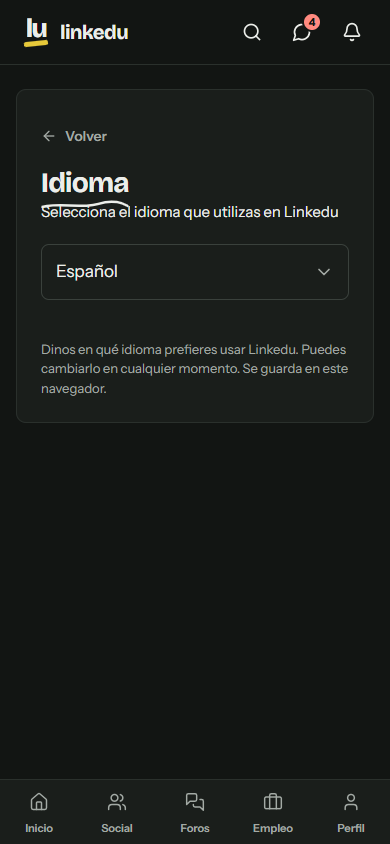 lu linkedu
4
Volver
Idioma
Selecciona el idioma que utilizas en Linkedu
Español
Dinos en qué idioma prefieres usar Linkedu. Puedes
cambiarlo en cualquier momento. Se guarda en este
navegador.
Inicio Social Foros Empleo Perfil